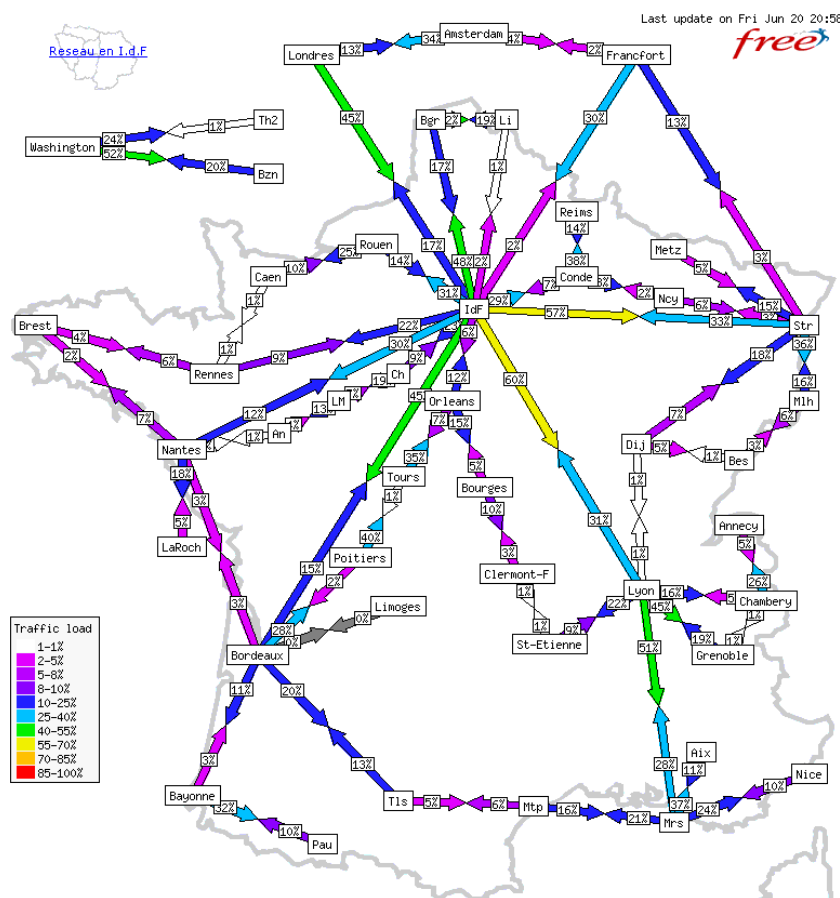 Last update on Fri Jun 20 20:58
free
Reseau en I.d.F
Amsterdam
Londres
13%
34%
4%
2%
Francfort
45%
30%
13%
Th2
24%
1%
Washington
52%
20%
Bzn
Bgr
2%
19%
Li
17%
1%
Reims
14%
38%
Rouen
25%
14%
17%
48%
2%
2%
Metz
5%
3%
Caen
10%
31%
29%
7%
Conde
2%
Ncy
6%
15%
1%
IdF
57%
33%
Str
Brest
4%
22%
6%
36%
2%
1%
6%
9%
30%
9%
Ch
60%
18%
Rennes
12%
16%
LM
13%
45%
Orleans
Mlh
7%
12%
An
1%
7%
15%
7%
6%
Nantes
1%
Dij
5%
3%
1%
Bes
18%
35%
5%
3%
Tours
1%
1%
Bourges
5%
10%
31%
Annecy
LaRoch
40%
3%
1%
5%
Poitiers
15%
2%
Clermont-F
26%
3%
Limoges
1%
Lyon
16%
Chambery
28%
0%
1%
22%
45%
Traffic load
1-1%
2-5%
5-8%
8-10%
10-25%
25-40%
40-55%
55-70%
70-85%
85-100%
St-Etienne
9%
51%
19%
1%
Bordeaux
Grenoble
11%
20%
3%
13%
28%
Aix
11%
Nice
10%
Bayonne
32%
Tls
5%
6%
Mtp
16%
21%
37%
24%
Mrs
10%
Pau